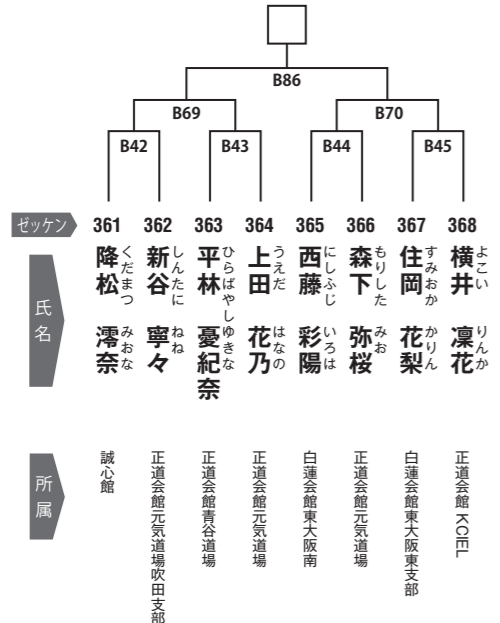 B86
B69
B70
B42
B43
B44
B45
ゼッケン
361
362
363
364
365
366
367
368
氏名
降松 澪奈
くだまつ みおな
新谷 寧々
しんたに ねね
平林 憂紀奈
ひらばやし ゆきな
上田 花乃
うえだ はなの
西藤 彩陽
にしふじ いろは
森下 弥桜
もりした みお
住岡 花梨
すみおか かりん
横井 凜花
よこい りんか
所属
誠心館
正道会館元気道場吹田支部
正道会館青谷道場
正道会館元気道場
白蓮会館東大阪南
正道会館元気道場
白蓮会館東大阪東支部
正道会館 KCIEL